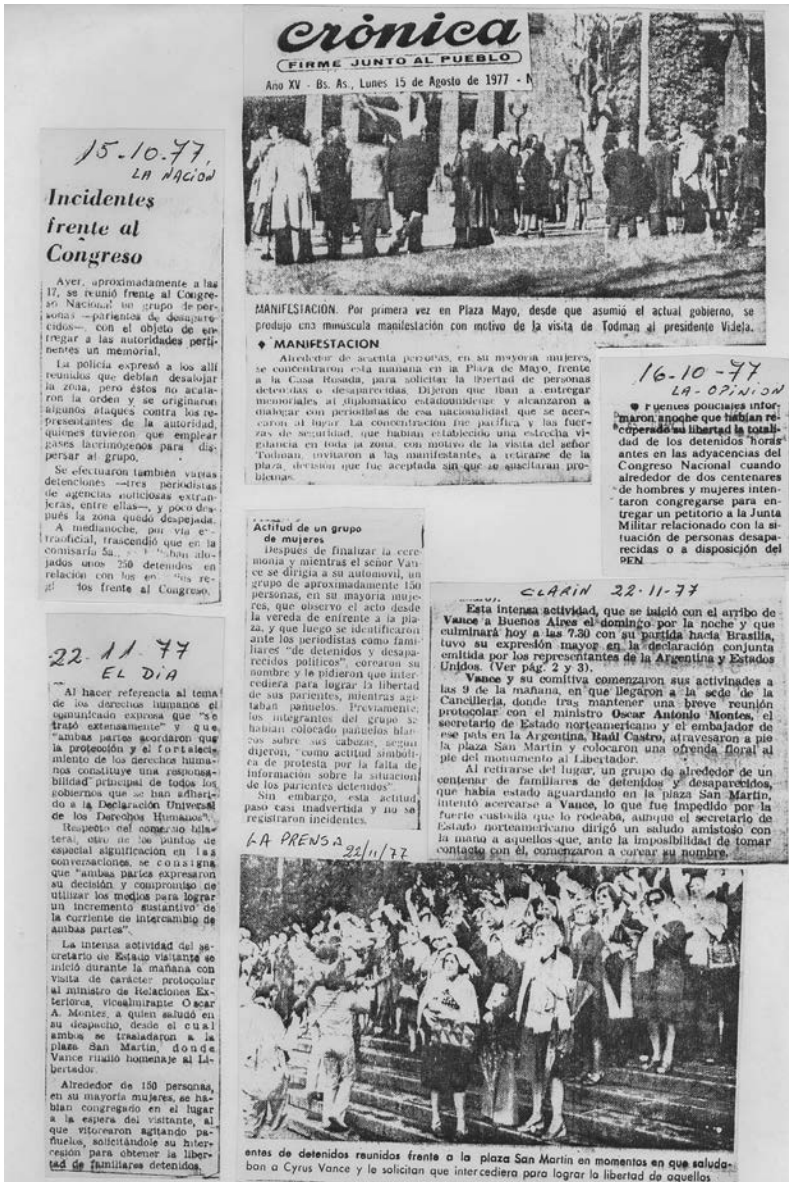 crónica
FIRME JUNTO AL PUEBLO
Año XV - Bs. As., Lunes 15 de Agosto de 1977 - N
MANIFESTACIÓN. Por primera vez en Plaza Mayo, desde que asumió el actual gobierno, se
produjo una minuscula manifestación con motivo de la visita de Todman al presidente Videla.
MANIFESTACIÓN
Alrededor de sesenta personas, en su mayoría mujeres,
se concentraron esta mañana en la Plaza de Mayo, frente
a la Casa Rosada, para solicitar la libertad de personas
detenidas o desaparecidas. Dijeron que iban a entregar
memoriales al diplomático estadounidense y alcanzaron a
dialogar con periodistas de esa nacionalidad, que se acer-
caron al lugar. La concentración fue pacífica y las fuer-
zas de seguridad, que habían establecido una estrecha vi-
gilancia en toda la zona, con motivo de la visita del señor
Todman, invitaron a las manifestantes a retirarse de la
plaza, decisión que fue aceptada sin que se suscitaran pro-
blemas.
15-10-77,
LA NACION
Incidentes
frente al
Congreso
Ayer, aproximadamente a las
17, se reunió frente al Congre-
so Nacional un grupo de per-
sonas —parientes de desapare-
cidos—, con el objeto de en-
tregar a las autoridades perti-
nentes un memorial.
La policía expresó a los allí
reunidos que debían desalojar
la zona, pero éstos no acata-
ron la orden y se originaron
algunos ataques contra los re-
presentantes de la autoridad,
quienes tuvieron que emplear
gases lacrimógenos para dis-
persar al grupo.
Se efectuaron también varias
detenciones —tres periodistas
de agencias noticiosas extran-
jeras, entre ellas—, y poco des-
pués la zona quedó despejada.
A medianoche, por vía ex-
traoficial, trascendió que en la
comisaría 5a., alo-
jados unos 250 detenidos en
relación con los
frente al Congreso.
16-10-77
LA-OPINION
Fuentes policiales infor-
maron anoche que habían re-
cuperado su libertad la totali-
dad de los detenidos horas
antes en las adyacencias del
Congreso Nacional cuando
alrededor de dos centenares
de hombres y mujeres inten-
taron congregarse para en-
tregar un petitorio a la Junta
Militar relacionado con la si-
tuación de personas desapa-
recidas o a disposición del
PEN
22-11-77
EL DIA
Al hacer referencia al tema
de los derechos humanos el
comunicado expresa que "se
trató extensamente" y que
"ambas partes acordaron que
la protección y el fortaleci-
miento de los derechos huma-
nos constituye una responsa-
bilidad principal de todos los
gobiernos que se han adheri-
do a la Declaración Universal
de los Derechos Humanos".
Respecto del comercio bila-
teral, otro de los puntos de
especial significación en las
conversaciones, se consigna
que "ambas partes expresaron
su decisión y compromiso de
utilizar los medios para lograr
un incremento sustantivo de
la corriente de intercambio de
ambas partes".
La intensa actividad del se-
cretario de Estado visitante se
inició durante la mañana con
visita de carácter protocolar
al ministro de Relaciones Ex-
teriores, vicealmirante Oscar
A. Montes, a quien saludó en
su despacho, desde el cual
ambos se trasladaron a la
plaza San Martín, donde
Vance rindió homenaje al Li-
bertador.
Alrededor de 150 personas,
en su mayoría mujeres, se ha-
bían congregado en el lugar
a la espera del visitante, al
que vitorearon agitando pa-
ñuelos, solicitándole su inter-
cesión para obtener la liber-
tad de familiares detenidos.
Actitud de un grupo
de mujeres
Después de finalizar la cere-
monia y mientras el señor Van-
ce se dirigía a su automóvil, un
grupo de aproximadamente 150
personas, en su mayoría muje-
res, que observó el acto desde
la vereda de enfrente a la pla-
za, y que luego se identificaron
ante los periodistas como fami-
liares "de detenidos y desapa-
recidos políticos", corearon su
nombre y le pidieron que inter-
cediera para lograr la libertad
de sus parientes, mientras agi-
taban pañuelos. Previamente,
los integrantes del grupo se
habían colocado pañuelos blan-
cos sobre sus cabezas, según
dijeron, "como actitud simbóli-
ca de protesta por la falta de
información sobre la situación
de los parientes detenidos".
Sin embargo, esta actitud
pasó casi inadvertida y no se
registraron incidentes.
LA PRENSA
22/11/77
CLARIN 22-11-77
Esta intensa actividad, que se inició con el arribo de
Vance a Buenos Aires el domingo por la noche y que
culminará hoy a las 7.30 con su partida hacia Brasilia,
tuvo su expresión mayor en la declaración conjunta
emitida por los representantes de la Argentina y Estados
Unidos. (Ver pág. 2 y 3).
Vance y su comitiva comenzaron sus actividades a
las 9 de la mañana, en que llegaron a la sede de la
Cancillería, donde tras mantener una breve reunión
protocolar con el ministro Oscar Antonio Montes, el
secretario de Estado norteamericano y el embajador de
ese país en la Argentina, Raúl Castro, atravesaron a pie
la plaza San Martín y colocaron una ofrenda floral al
pie del monumento al Libertador.
Al retirarse del lugar, un grupo de alrededor de un
centenar de familiares de detenidos y desaparecidos,
que había estado aguardando en la plaza San Martín,
intentó acercarse a Vance, lo que fue impedido por la
fuerte custodia que lo rodeaba, aunque el secretario de
Estado norteamericano dirigó un saludo amistoso con
la mano a aquellos que, ante la imposibilidad de tomar
contacto con él, comenzaron a corear su nombre.
entes de detenidos reunidos frente a la plaza San Martín en momentos en que saluda-
ban a Cyrus Vance y le solicitan que intercediera para lograr la libertad de aquellos